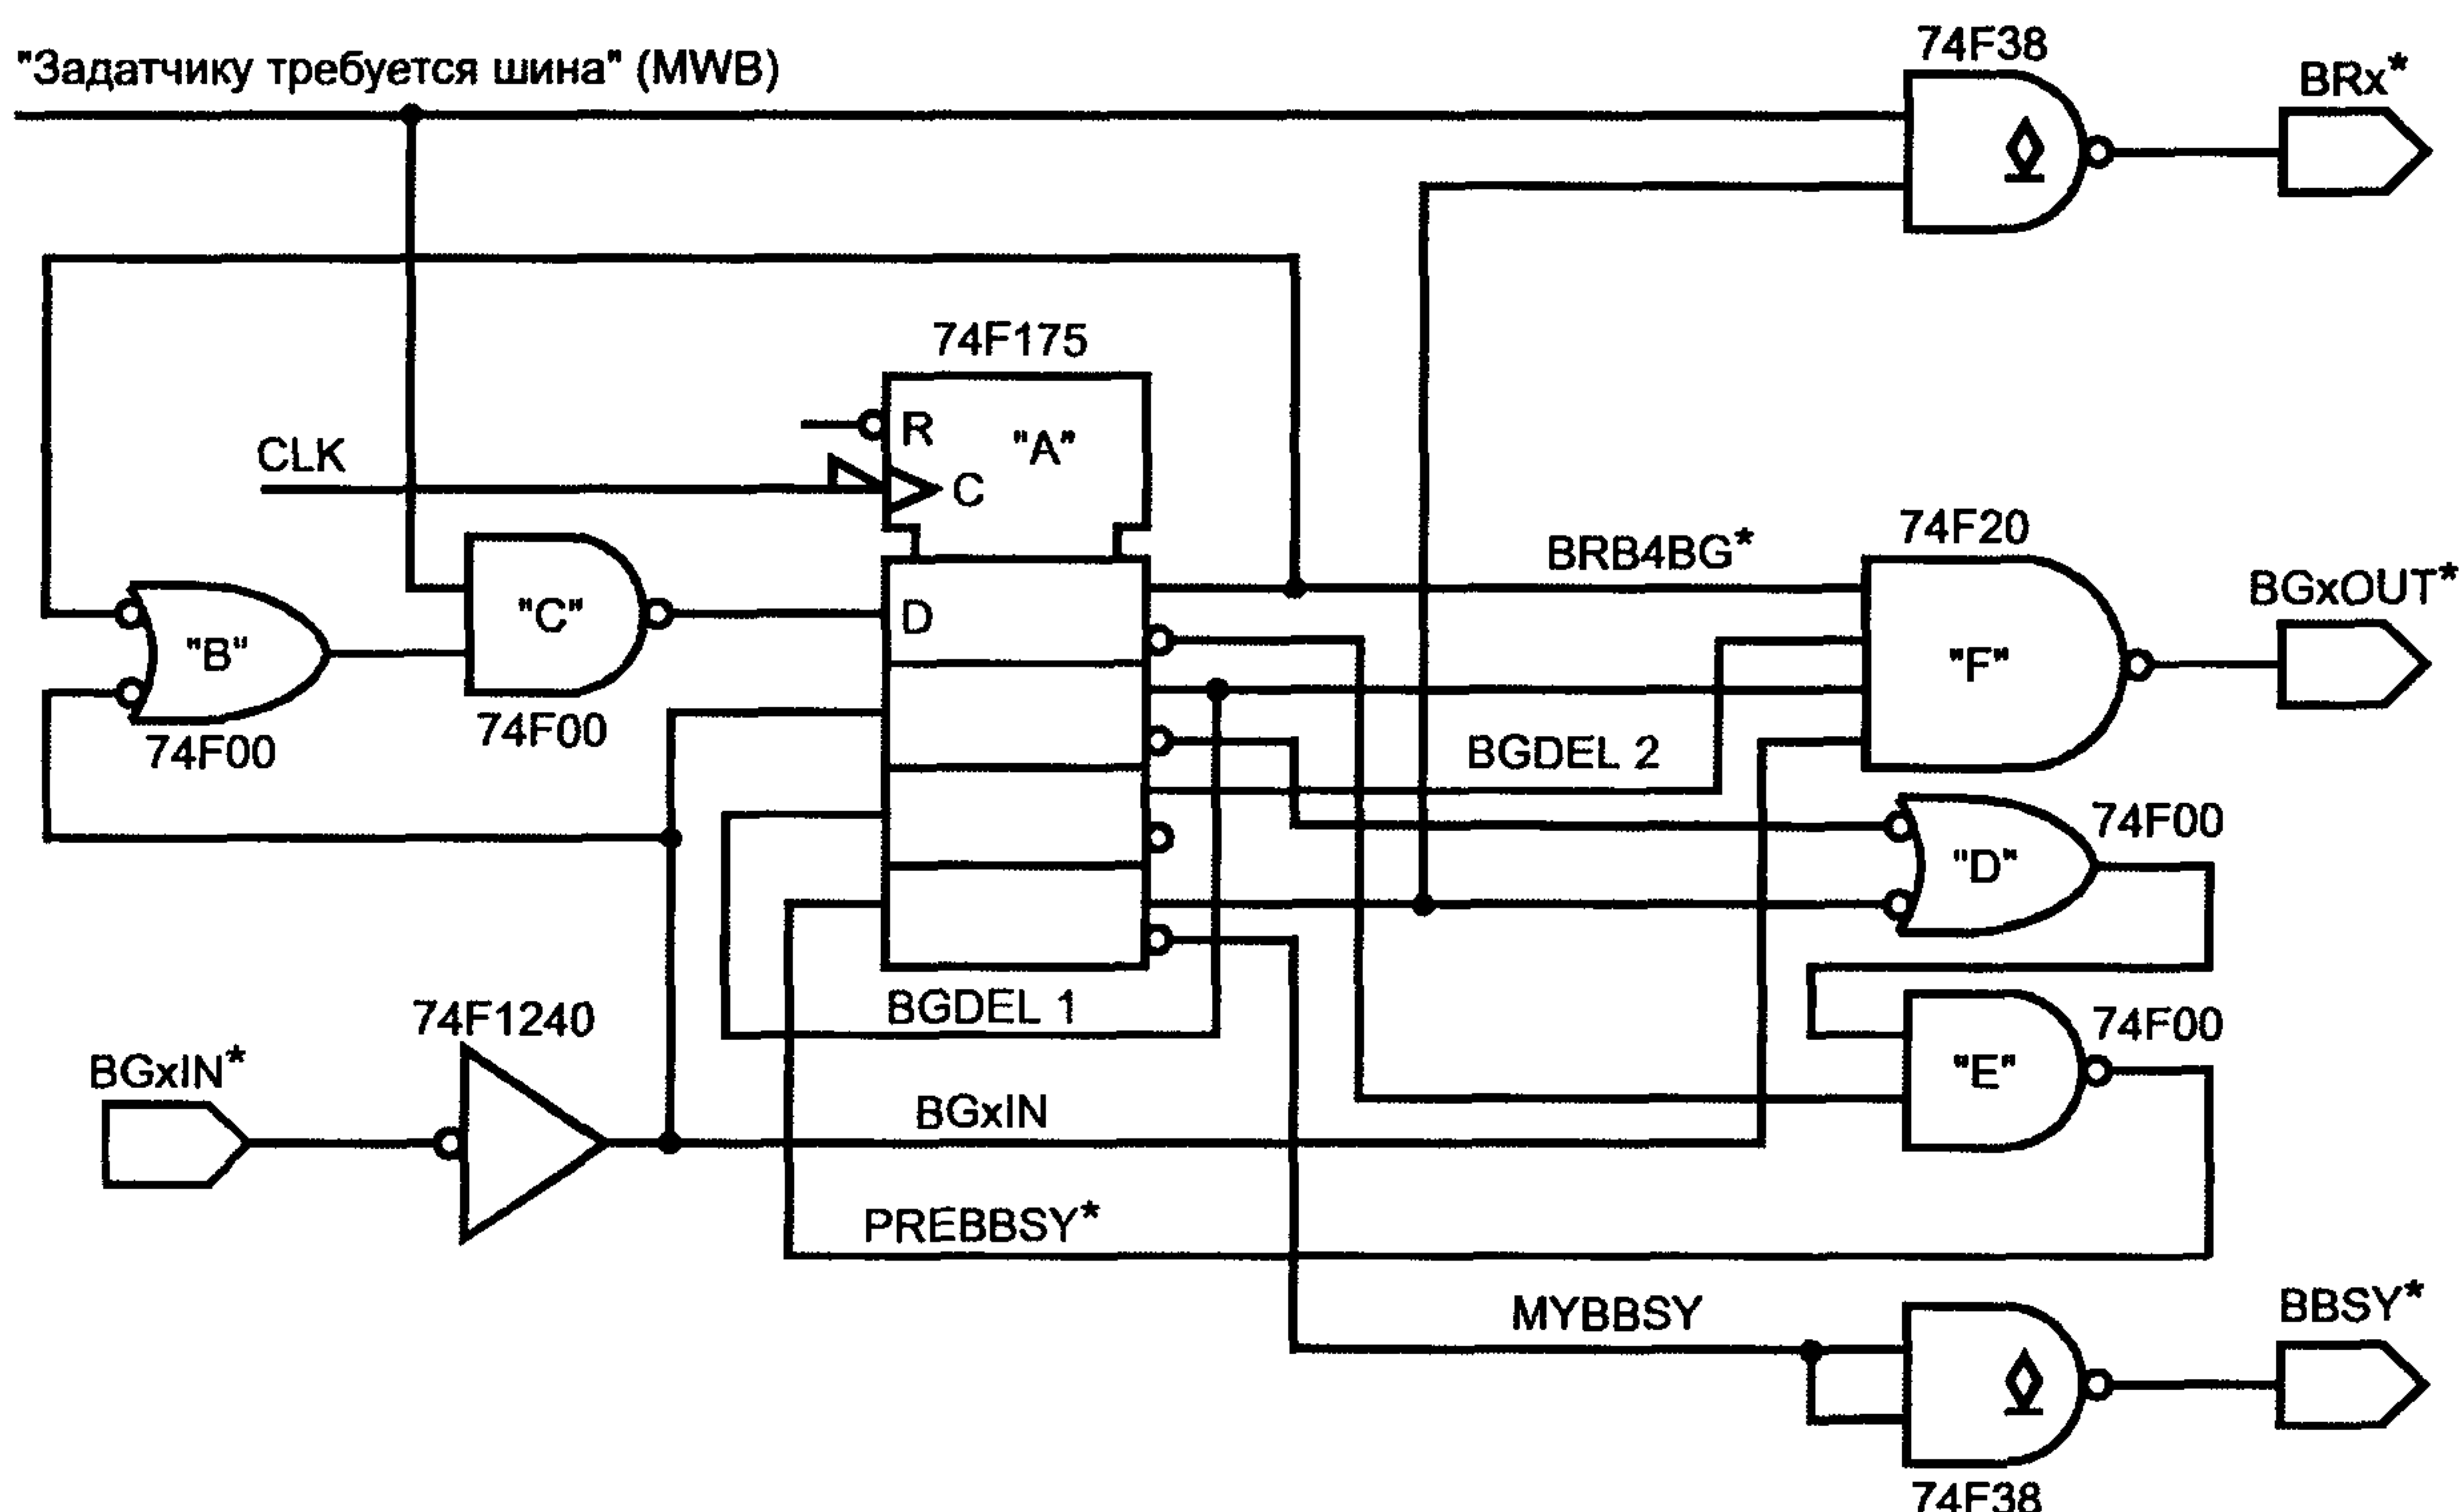 "Задатчику требуется шина" (MWB)
74F38
BRx*
74F175
R
"A"
CLK
C
BRB4BG*
74F20
BGxOUT*
"B"
"C"
D
"F"
74F00
74F00
BGDEL 2
74F00
"D"
BGDEL 1
74F1240
74F00
BGxIN*
"E"
BGxIN
PREBBSY*
MYBBSY
BBSY*
74F38